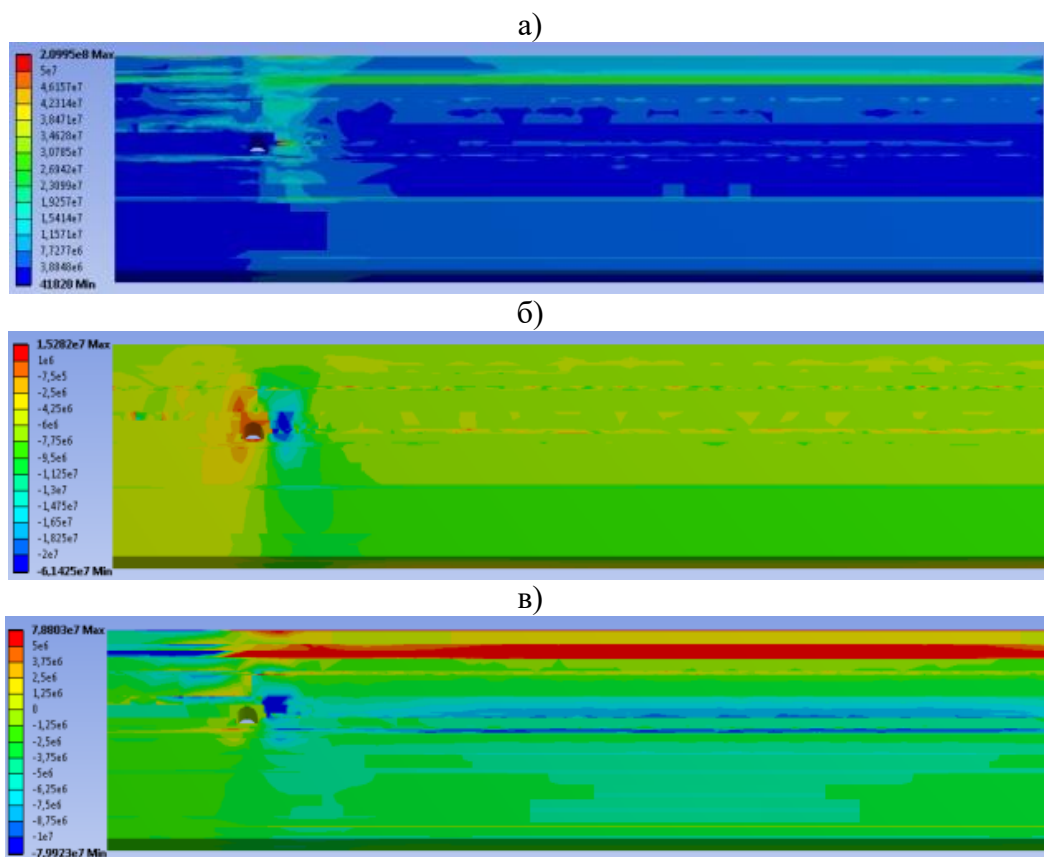 а)
2,0995e8 Max
5e7
4,6157e7
4,2314e7
3,8471e7
3,4628e7
3,0785e7
2,6942e7
2,3099e7
1,9257e7
1,5414e7
1,1571e7
7,7277e6
3,8848e6
41828 Min
б)
1,5282e7 Max
1e6
-7,5e5
-2,5e6
-4,25e6
-6e6
-7,75e6
-9,5e6
-1,125e7
-1,3e7
-1,475e7
-1,65e7
-1,825e7
-2e7
-6,1425e7 Min
в)
7,8803e7 Max
5e6
3,75e6
2,5e6
1,25e6
0
-1,25e6
-2,5e6
-3,75e6
-5e6
-6,25e6
-7,5e6
-8,75e6
-1e7
-7,9923e7 Min